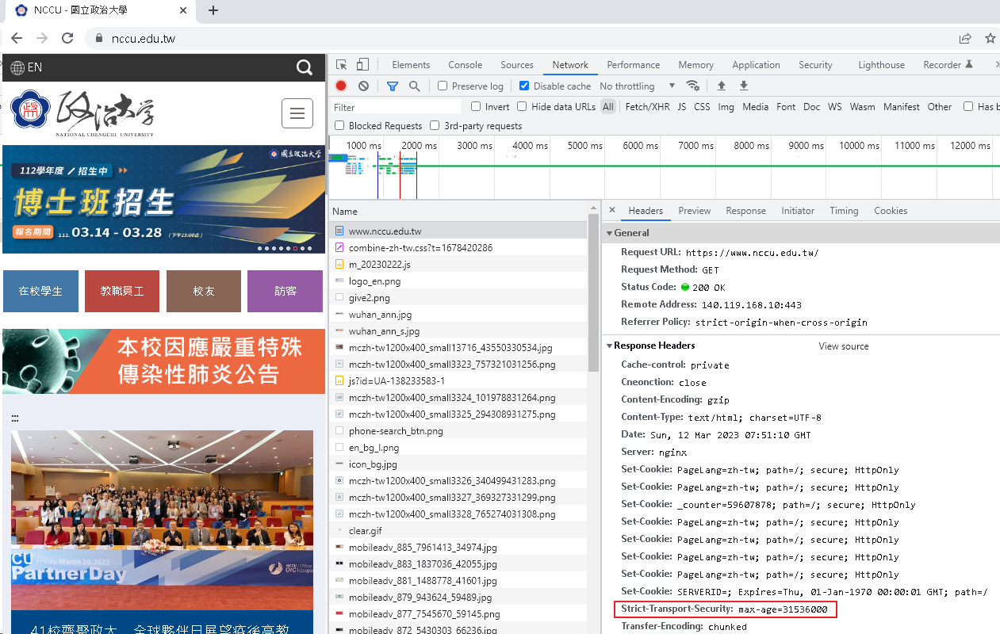 NCCU - 國立政治大學
nccu.edu.tw
EN
政治大学
NATIONAL CHENGCHI UNIVERSITY
國立政治大學
112學年度 / 招生中
博士班招生
報名期間 112. 03.14 - 03.28 (下午15:00止)
在校學生
教職員工
校友
訪客
本校因應嚴重特殊
傳染性肺炎公告
:::
CU Friday, March 10, 2023
Partner Day
NCCU Office
OIC Cooper
41校齊聚政大 全球夥伴日展望疫後高教
Elements Console Sources Network Performance Memory Application Security Lighthouse Recorder
Preserve log Disable cache No throttling
Filter Invert Hide data URLs All Fetch/XHR JS CSS Img Media Font Doc WS Wasm Manifest Other Has b
Blocked Requests 3rd-party requests
1000 ms 2000 ms 3000 ms 4000 ms 5000 ms 6000 ms 7000 ms 8000 ms 9000 ms 10000 ms 11000 ms 12000 ms
Name
www.nccu.edu.tw
combine-zh-tw.css?t=1678420286
m_20230222.js
logo_en.png
give2.png
wuhan_ann.jpg
wuhan_ann_s.jpg
mczh-tw1200x400_small13716_43550330534.jpg
mczh-tw1200x400_small3323_757321031256.png
js?id=UA-138233583-1
mczh-tw1200x400_small3324_101978831264.png
mczh-tw1200x400_small3325_294308931275.png
phone-search_btn.png
en_bg_l.png
icon_bg.jpg
mczh-tw1200x400_small3326_340499431283.png
mczh-tw1200x400_small3327_369327331299.png
mczh-tw1200x400_small3328_765274031308.png
clear.gif
mobileadv_885_7961413_34974.jpg
mobileadv_883_1837036_42055.jpg
mobileadv_881_1488778_41601.jpg
mobileadv_879_943624_59489.jpg
mobileadv_877_7545670_59145.png
mobileadv_872_5430303_66236.jpg
Headers Preview Response Initiator Timing Cookies
General
Request URL: https://www.nccu.edu.tw/
Request Method: GET
Status Code: 200 OK
Remote Address: 140.119.168.10:443
Referrer Policy: strict-origin-when-cross-origin
Response Headers View source
Cache-control: private
Cneonction: close
Content-Encoding: gzip
Content-Type: text/html; charset=UTF-8
Date: Sun, 12 Mar 2023 07:51:10 GMT
Server: nginx
Set-Cookie: PageLang=zh-tw; path=/; secure; HttpOnly
Set-Cookie: PageLang=zh-tw; path=/; secure; HttpOnly
Set-Cookie: _counter=59607878; path=/; secure; HttpOnly
Set-Cookie: PageLang=zh-tw; path=/; secure; HttpOnly
Set-Cookie: PageLang=zh-tw; path=/; secure; HttpOnly
Set-Cookie: PageLang=zh-tw; path=/; secure; HttpOnly
Set-Cookie: PageLang=zh-tw; path=/; secure; HttpOnly
Set-Cookie: SERVERID=; Expires=Thu, 01-Jan-1970 00:00:01 GMT; path=/
Strict-Transport-Security: max-age=31536000
Transfer-Encoding: chunked